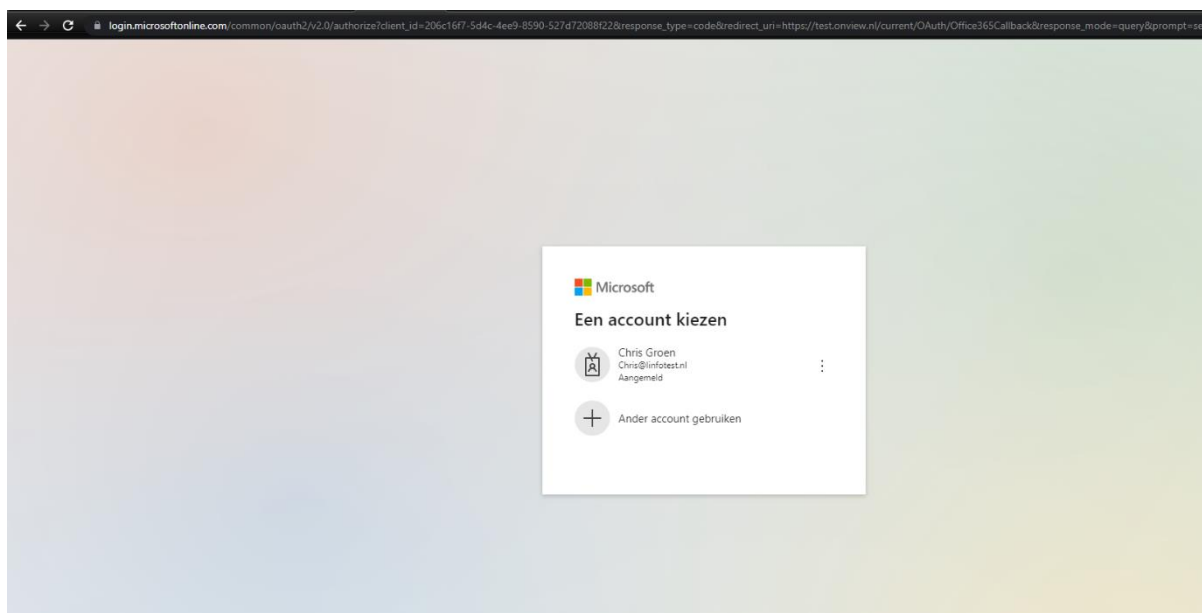 login.microsoftonline.com/common/oauth2/v2.0/authorize?client_id=206c16f7-5d4c-4ee9-8590-527d72088f22&response_type=code&redirect_uri=https://test.onview.nl/current/OAuth/Office365Callback&response_mode=query&prompt=se
Microsoft
Een account kiezen
Chris Groen
Chris@linfotest.nl
Aangemeld
Ander account gebruiken